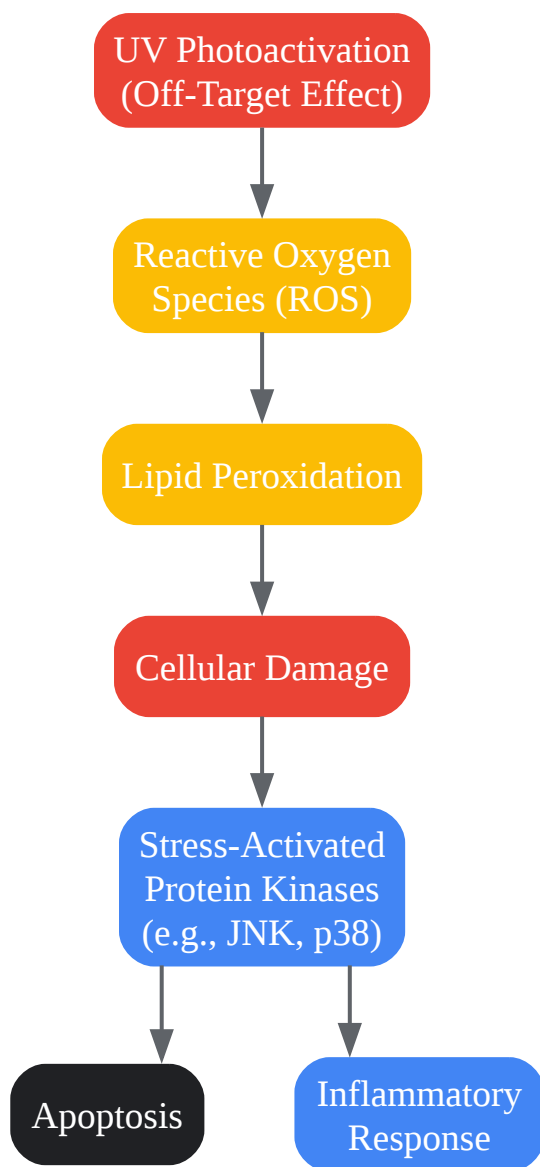 UV Photoactivation
(Off-Target Effect)
Reactive Oxygen
Species (ROS)
Lipid Peroxidation
Cellular Damage
Stress-Activated
Protein Kinases
(e.g., JNK, p38)
Apoptosis
Inflammatory
Response